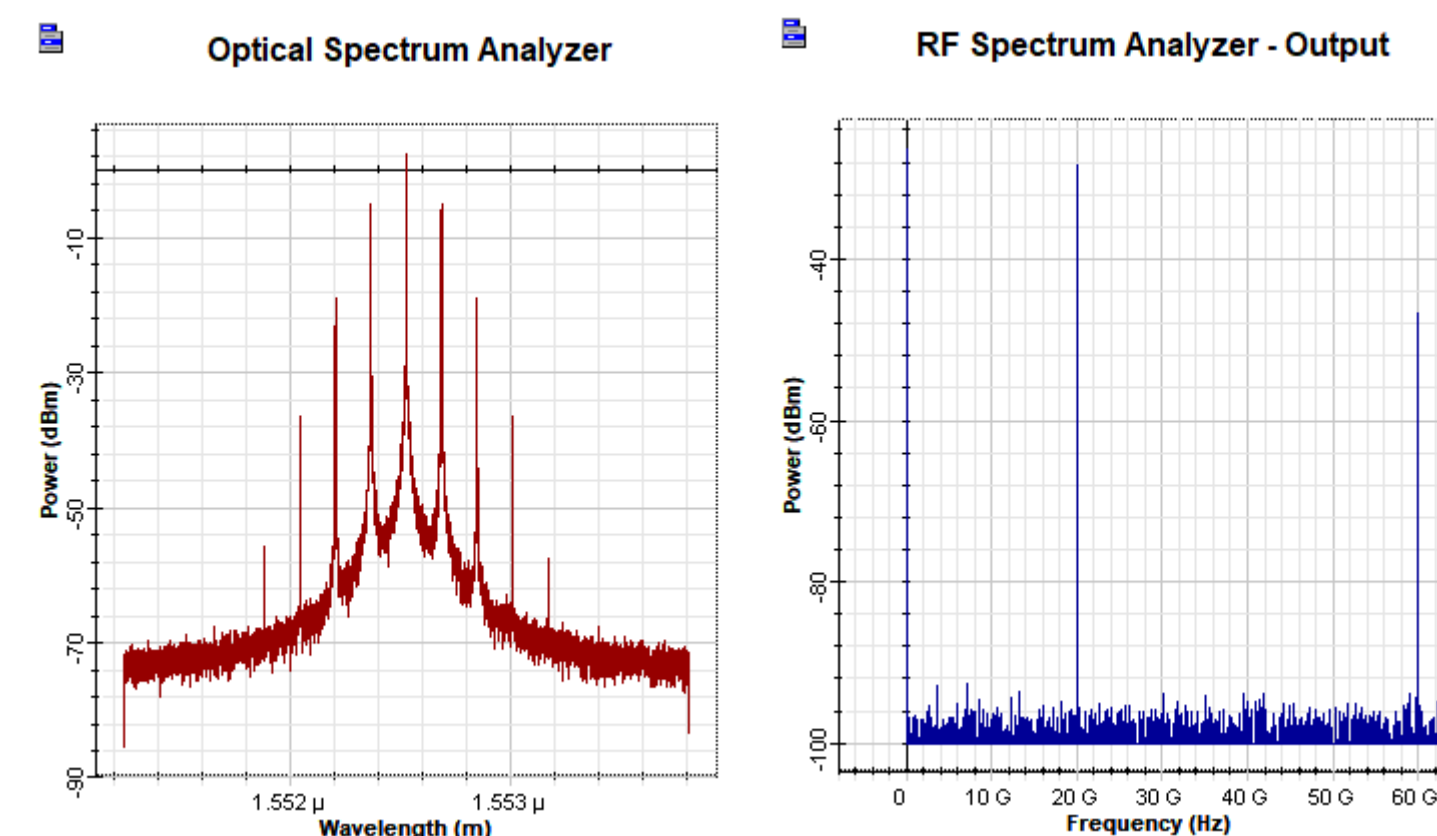 Optical Spectrum Analyzer
RF Spectrum Analyzer - Output
Power (dBm)
-10
-30
-50
-70
-90
1.552 µ
1.553 µ
Wavelength (m)
Power (dBm)
-40
-60
-80
-100
0
10 G
20 G
30 G
40 G
50 G
60 G
Frequency (Hz)